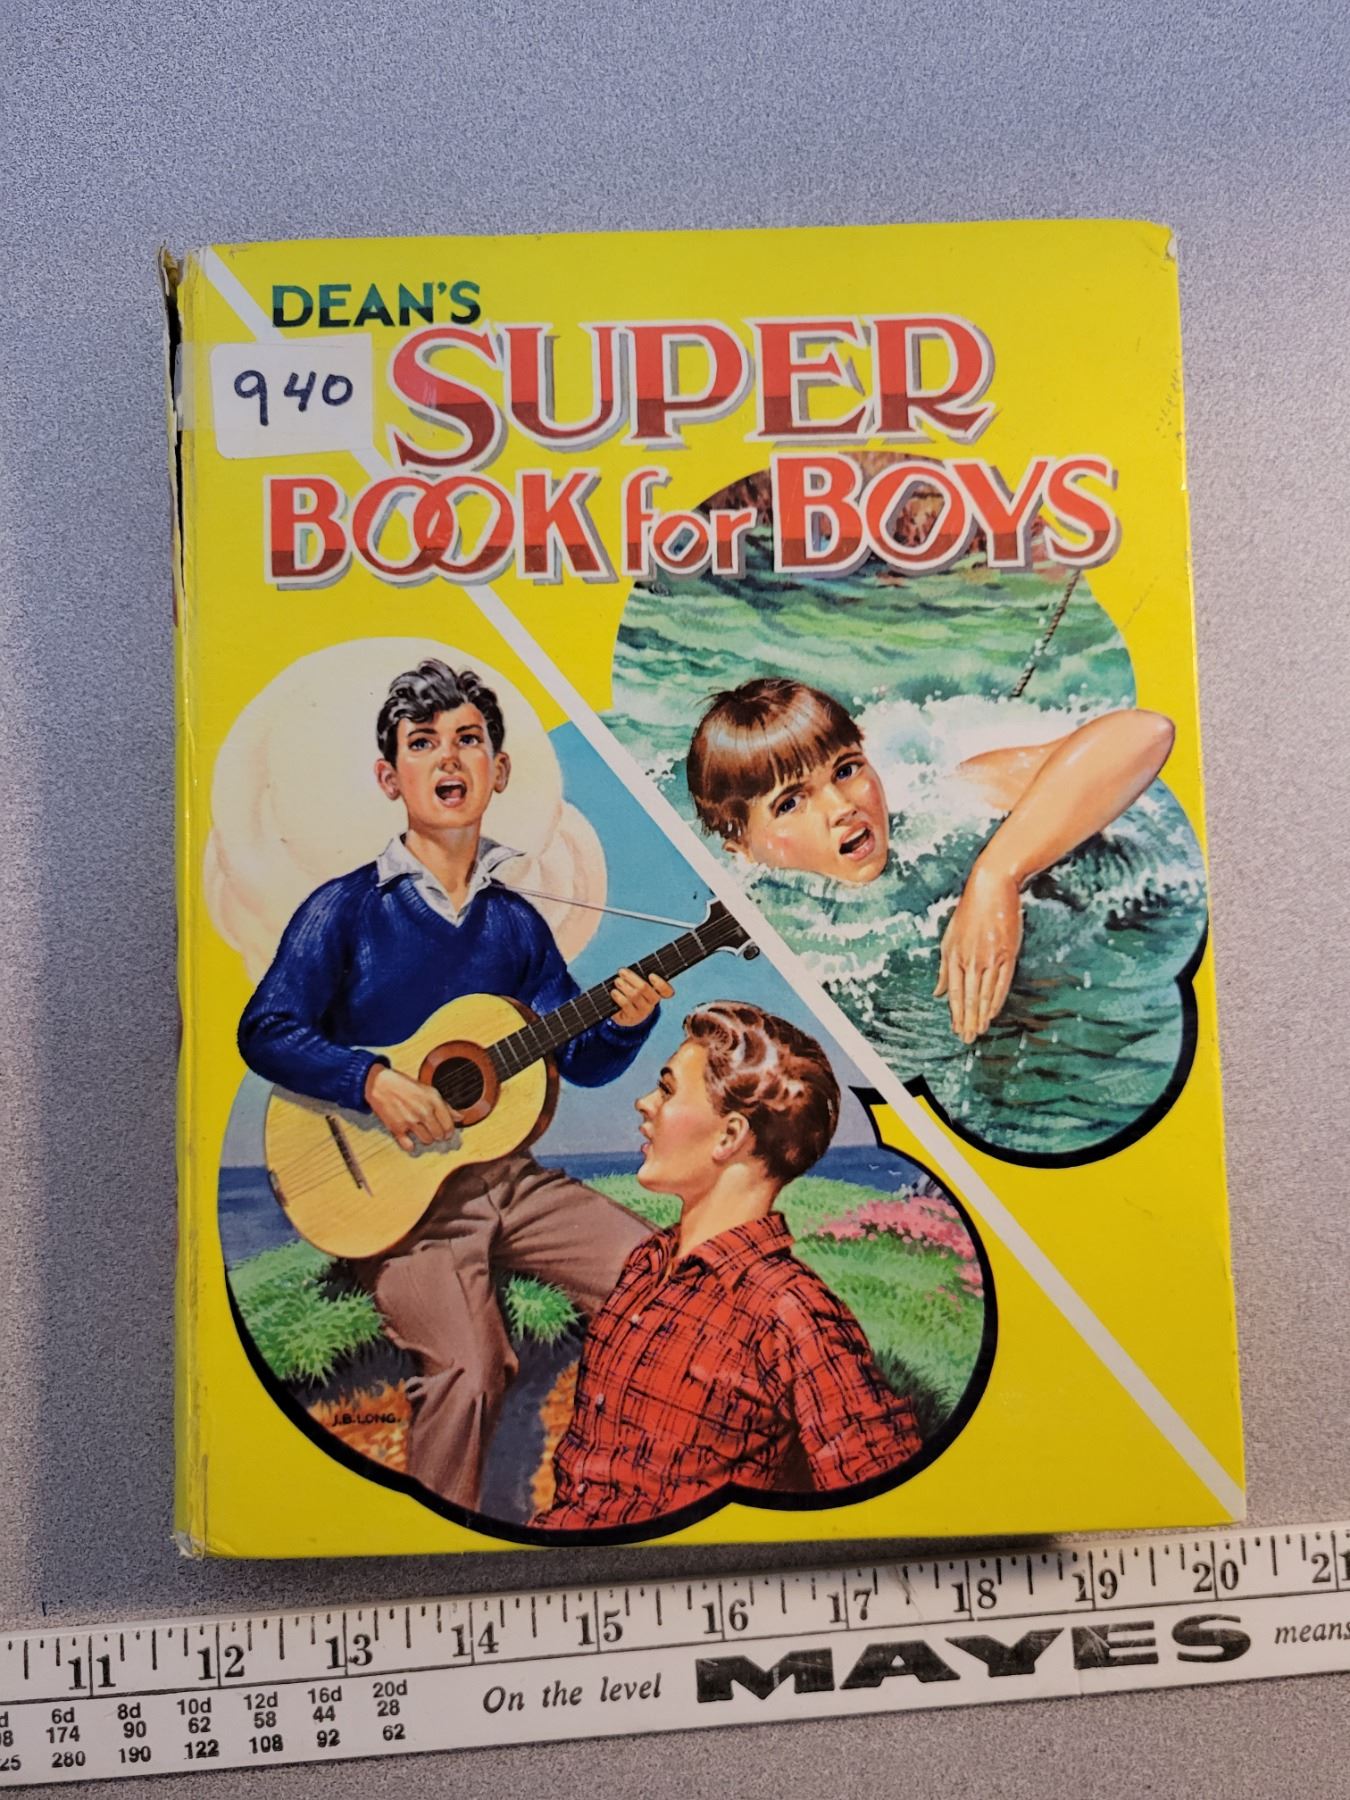 DEAN'S
940
SUPER
BOOK for BOYS
J.B.LONG.
11 12 13 14 15 16 17 18 19 20 21
6d 8d 10d 12d 16d 20d
174 90 62 58 44 28
280 190 122 108 92 62
On the level MAYES means